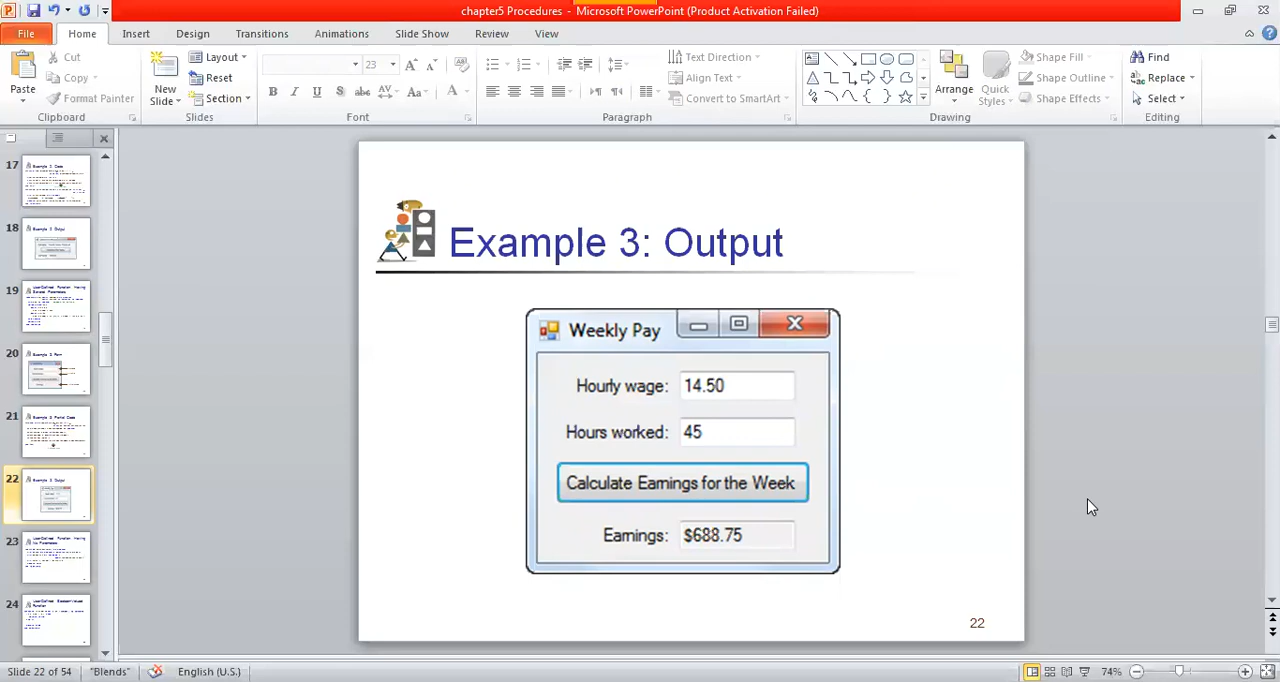 chapter5 Procedures - Microsoft PowerPoint (Product Activation Failed)
File Home Insert Design Transitions Animations Slide Show Review View
Paste
Cut
Copy
Format Painter
Clipboard
New
Slide
Layout
Reset
Section
Slides
23
Font
Text Direction
Align Text
Convert to SmartArt
Paragraph
Arrange
Quick
Styles
Shape Fill
Shape Outline
Shape Effects
Drawing
Find
Replace
Select
Editing
17
18
19
20
21
22
23
24
Example 3: Output
Weekly Pay
Hourly wage: 14.50
Hours worked: 45
Calculate Earnings for the Week
Earnings: $688.75
22
Slide 22 of 54 "Blends" English (U.S.) 74%